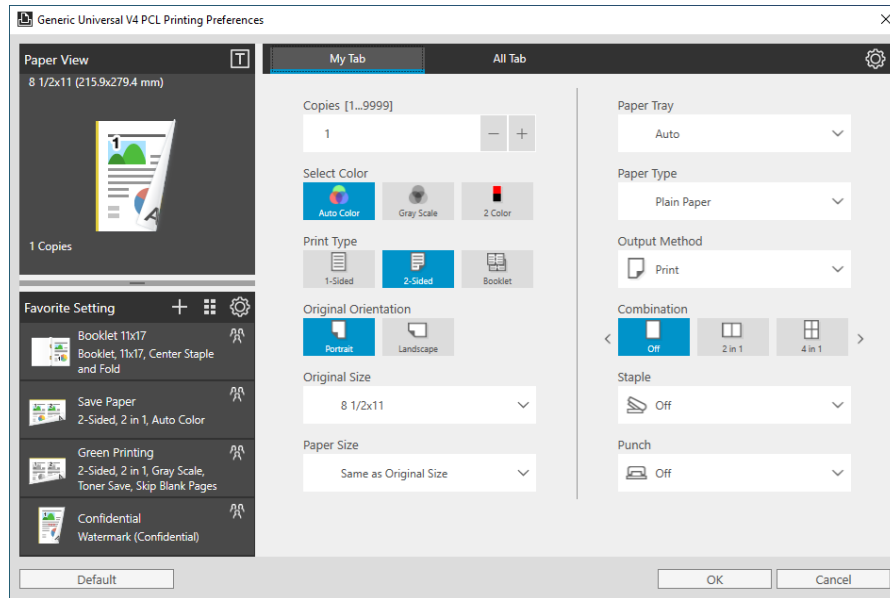 Generic Universal V4 PCL Printing Preferences
Paper View
T
8 1/2x11 (215.9x279.4 mm)
1
A
1 Copies
Favorite Setting
Booklet 11x17
Booklet, 11x17, Center Staple
and Fold
Save Paper
2-Sided, 2 in 1, Auto Color
Green Printing
2-Sided, 2 in 1, Gray Scale,
Toner Save, Skip Blank Pages
Confidential
Watermark (Confidential)
My Tab
All Tab
Copies [1...9999]
1
Select Color
Auto Color
Gray Scale
2 Color
Print Type
1-Sided
2-Sided
Booklet
Original Orientation
Portrait
Landscape
Original Size
8 1/2x11
Paper Size
Same as Original Size
Paper Tray
Auto
Paper Type
Plain Paper
Output Method
Print
Combination
Off
2 in 1
4 in 1
Staple
Off
Punch
Off
Default
OK
Cancel